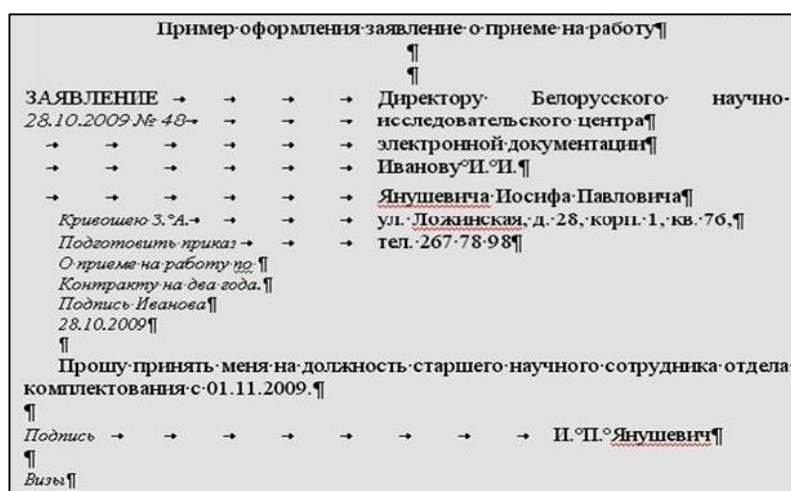 Пример оформления заявление о приеме на работу
ЗАЯВЛЕНИЕ Директору Белорусского научно-
28.10.2009 № 48 исследовательского центра
электронной документации
Иванову И. И.
Янушевича Иосифа Павловича
Кривошею З. А. ул. Ложинская, д. 28, корп. 1, кв. 76,
Подготовить приказ тел. 267 78 98
О приеме на работу по
Контракту на два года.
Подпись Иванова
28.10.2009
Прошу принять меня на должность старшего научного сотрудника отдела
комплектования с 01.11.2009.
Подпись И. П. Янушевич
Визы